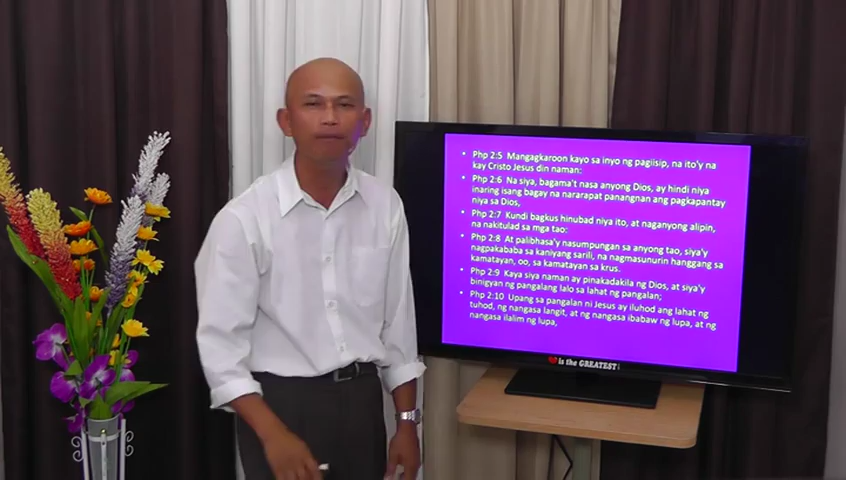 • Php 2:5 Mangagkaroon kayo sa inyo ng pagiisip, na ito'y na
kay Cristo Jesus din naman:
• Php 2:6 Na siya, bagama't nasa anyong Dios, ay hindi niya
inaring isang bagay na nararapat panangnan ang pagkapantay
niya sa Dios,
• Php 2:7 Kundi bagkus hinubad niya ito, at naganyong alipin,
na nakitulad sa mga tao:
• Php 2:8 At palibhasa'y nasumpungan sa anyong tao, siya'y
nagpakababa sa kaniyang sarili, na nagmasunurin hanggang sa
kamatayan, oo, sa kamatayan sa krus.
• Php 2:9 Kaya siya naman ay pinakadakila ng Dios, at siya'y
binigyan ng pangalang lalo sa lahat ng pangalan;
• Php 2:10 Upang sa pangalan ni Jesus ay iluhod ang lahat ng
tuhod, ng nangasa langit, at ng nangasa ibabaw ng lupa, at ng
nangasa ilalim ng lupa,
is the GREATEST!